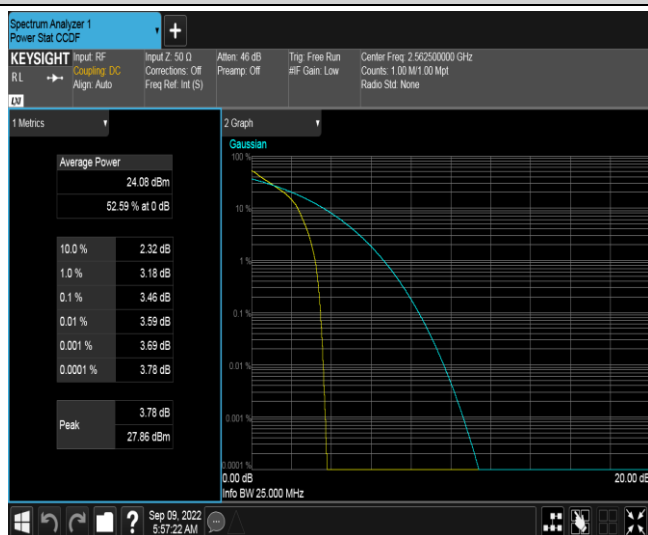 Spectrum Analyzer 1
Power Stat CCDF
KEYSIGHT
RL
LXI
Input: RF
Coupling: DC
Align: Auto
Input Z: 50 Ω
Corrections: Off
Freq Ref: Int (S)
Atten: 46 dB
Preamp: Off
Trig: Free Run
#IF Gain: Low
Center Freq: 2.562500000 GHz
Counts: 1.00 M/1.00 Mpt
Radio Std: None
1 Metrics
Average Power
24.08 dBm
52.59 % at 0 dB
10.0 % 2.32 dB
1.0 % 3.18 dB
0.1 % 3.46 dB
0.01 % 3.59 dB
0.001 % 3.69 dB
0.0001 % 3.78 dB
Peak
3.78 dB
27.86 dBm
2 Graph
Gaussian
100 %
10 %
1 %
0.1 %
0.01 %
0.001 %
0.0001 %
0.00 dB 20.00 dB
Info BW 25.000 MHz
?
Sep 09, 2022
5:57:22 AM